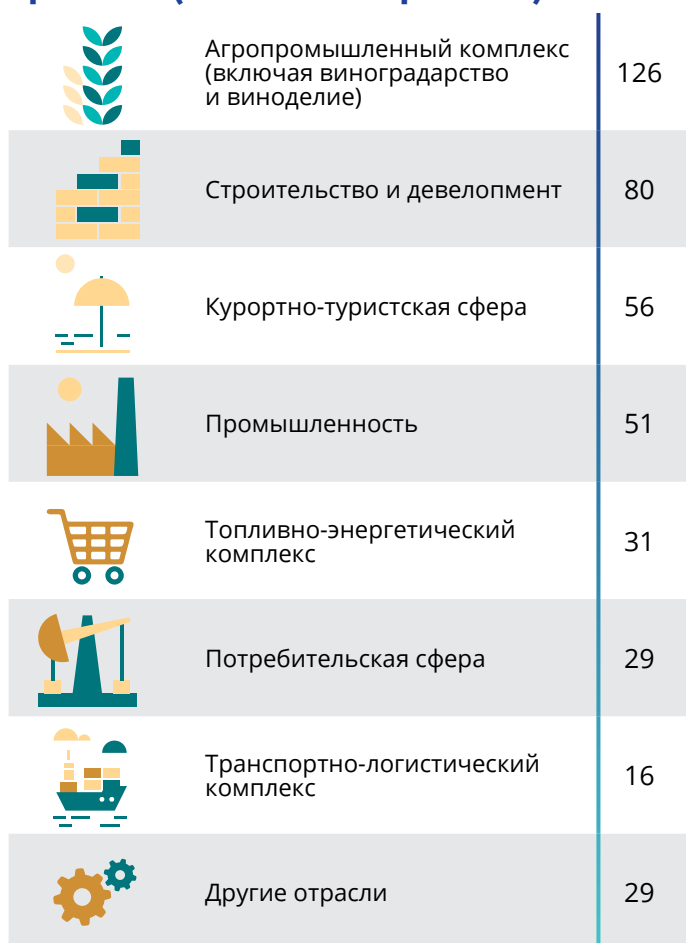 Агропромышленный комплекс
(включая виноградарство
и виноделие)
126
Строительство и девелопмент
80
Курортно-туристская сфера
56
Промышленность
51
Топливно-энергетический
комплекс
31
Потребительская сфера
29
Транспортно-логистический
комплекс
16
Другие отрасли
29